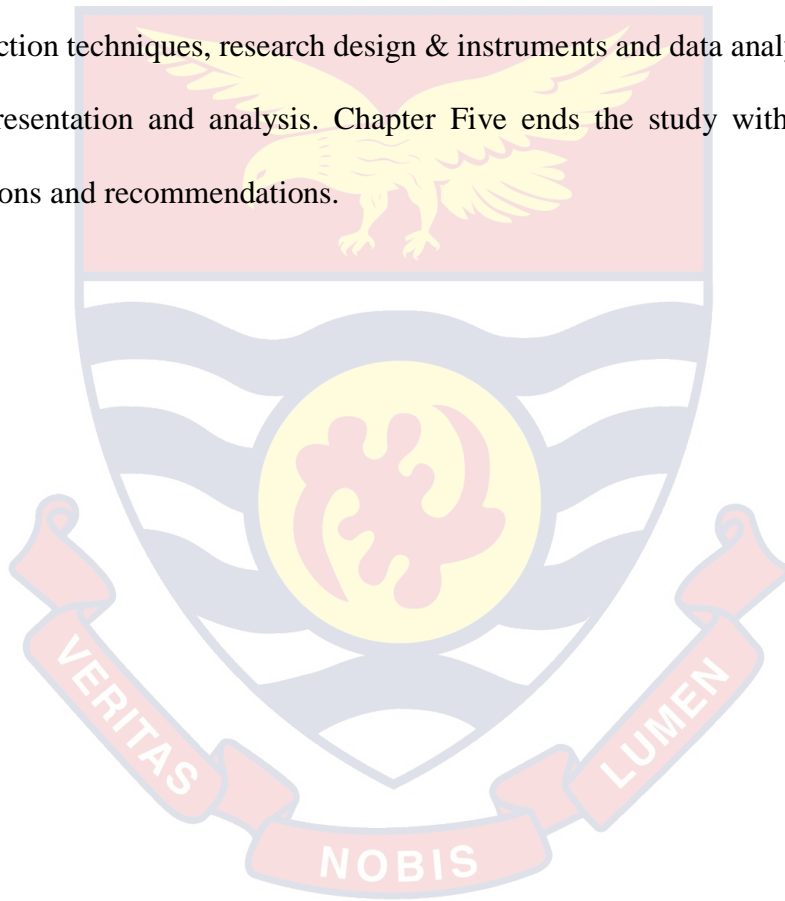 ction techniques, research design & instruments and data analy
resentation and analysis. Chapter Five ends the study with
ons and recommendations.
VERITAS
NOBIS
LUMEN